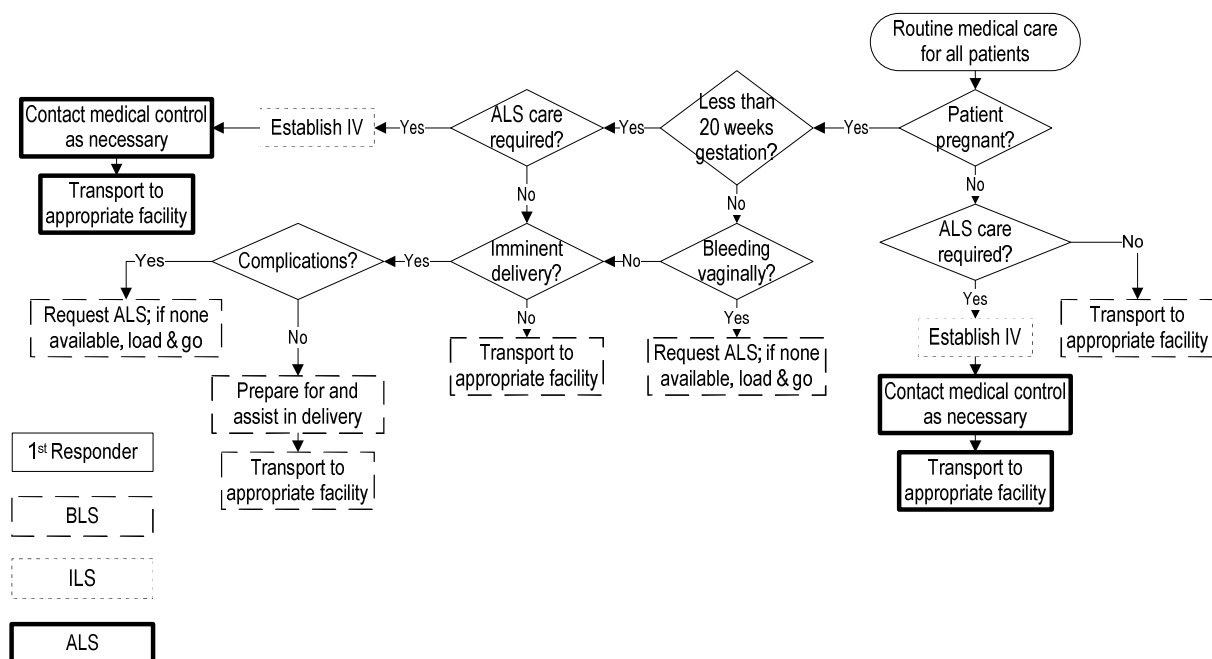 Routine medical care
for all patients
Patient
pregnant?
Yes
No
Less than
20 weeks
gestation?
Yes
No
ALS care
required?
Yes
No
Establish IV
Contact medical control
as necessary
Transport to
appropriate facility
Bleeding
vaginally?
No
Yes
Request ALS; if none
available, load & go
Imminent
delivery?
Yes
No
Transport to
appropriate facility
Complications?
Yes
No
Request ALS; if none
available, load & go
Prepare for and
assist in delivery
Transport to
appropriate facility
ALS care
required?
No
Yes
Transport to
appropriate facility
Establish IV
Contact medical control
as necessary
Transport to
appropriate facility
1st Responder
BLS
ILS
ALS